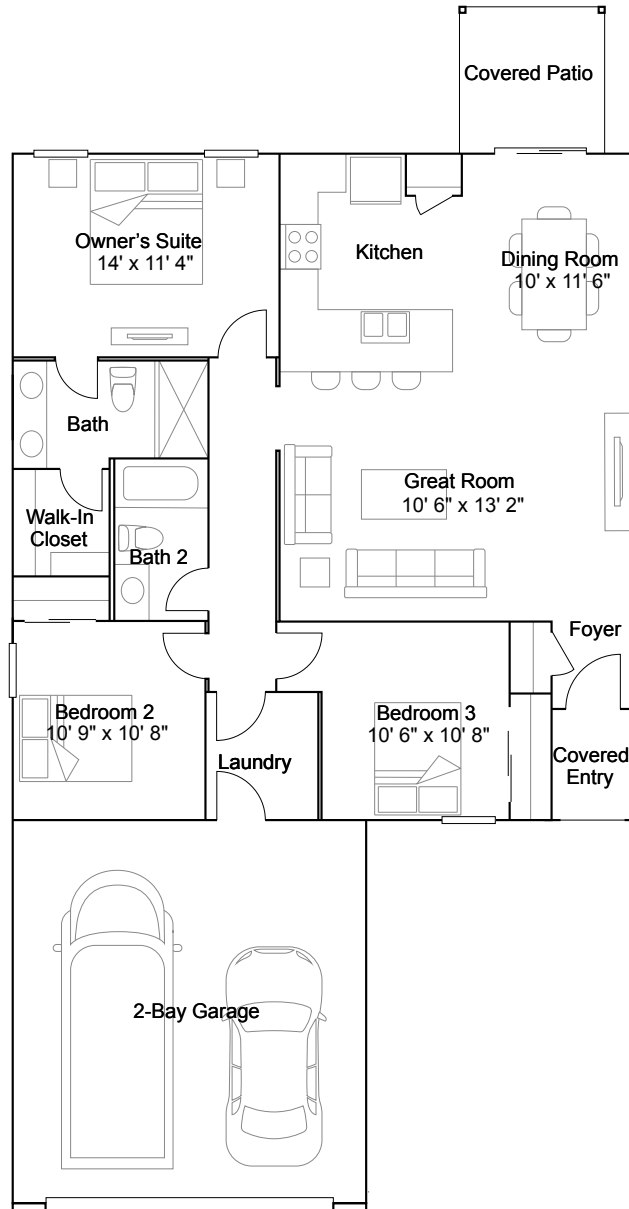 Covered Patio
Owner's Suite
14' x 11' 4"
Kitchen
Dining Room
10' x 11' 6"
Bath
Great Room
10' 6" x 13' 2"
Walk-In
Closet
Bath 2
Foyer
Bedroom 2
10' 9" x 10' 8"
Bedroom 3
10' 6" x 10' 8"
Laundry
Covered
Entry
2-Bay Garage